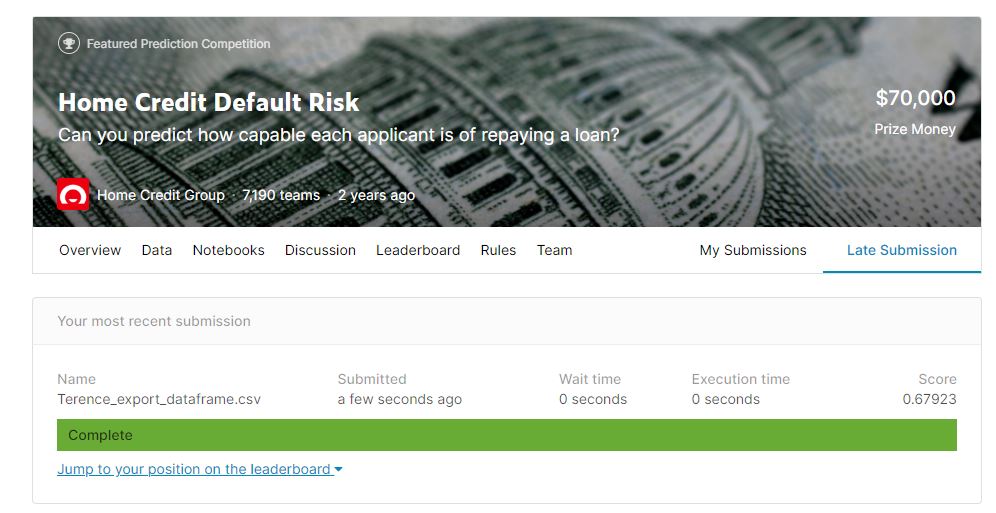 Featured Prediction Competition
Home Credit Default Risk
$70,000
Can you predict how capable each applicant is of repaying a loan?
Prize Money
Home Credit Group · 7,190 teams · 2 years ago
Overview Data Notebooks Discussion Leaderboard Rules Team My Submissions Late Submission
Your most recent submission
Name Submitted Wait time Execution time Score
Terence_export_dataframe.csv a few seconds ago 0 seconds 0 seconds 0.67923
Complete
Jump to your position on the leaderboard